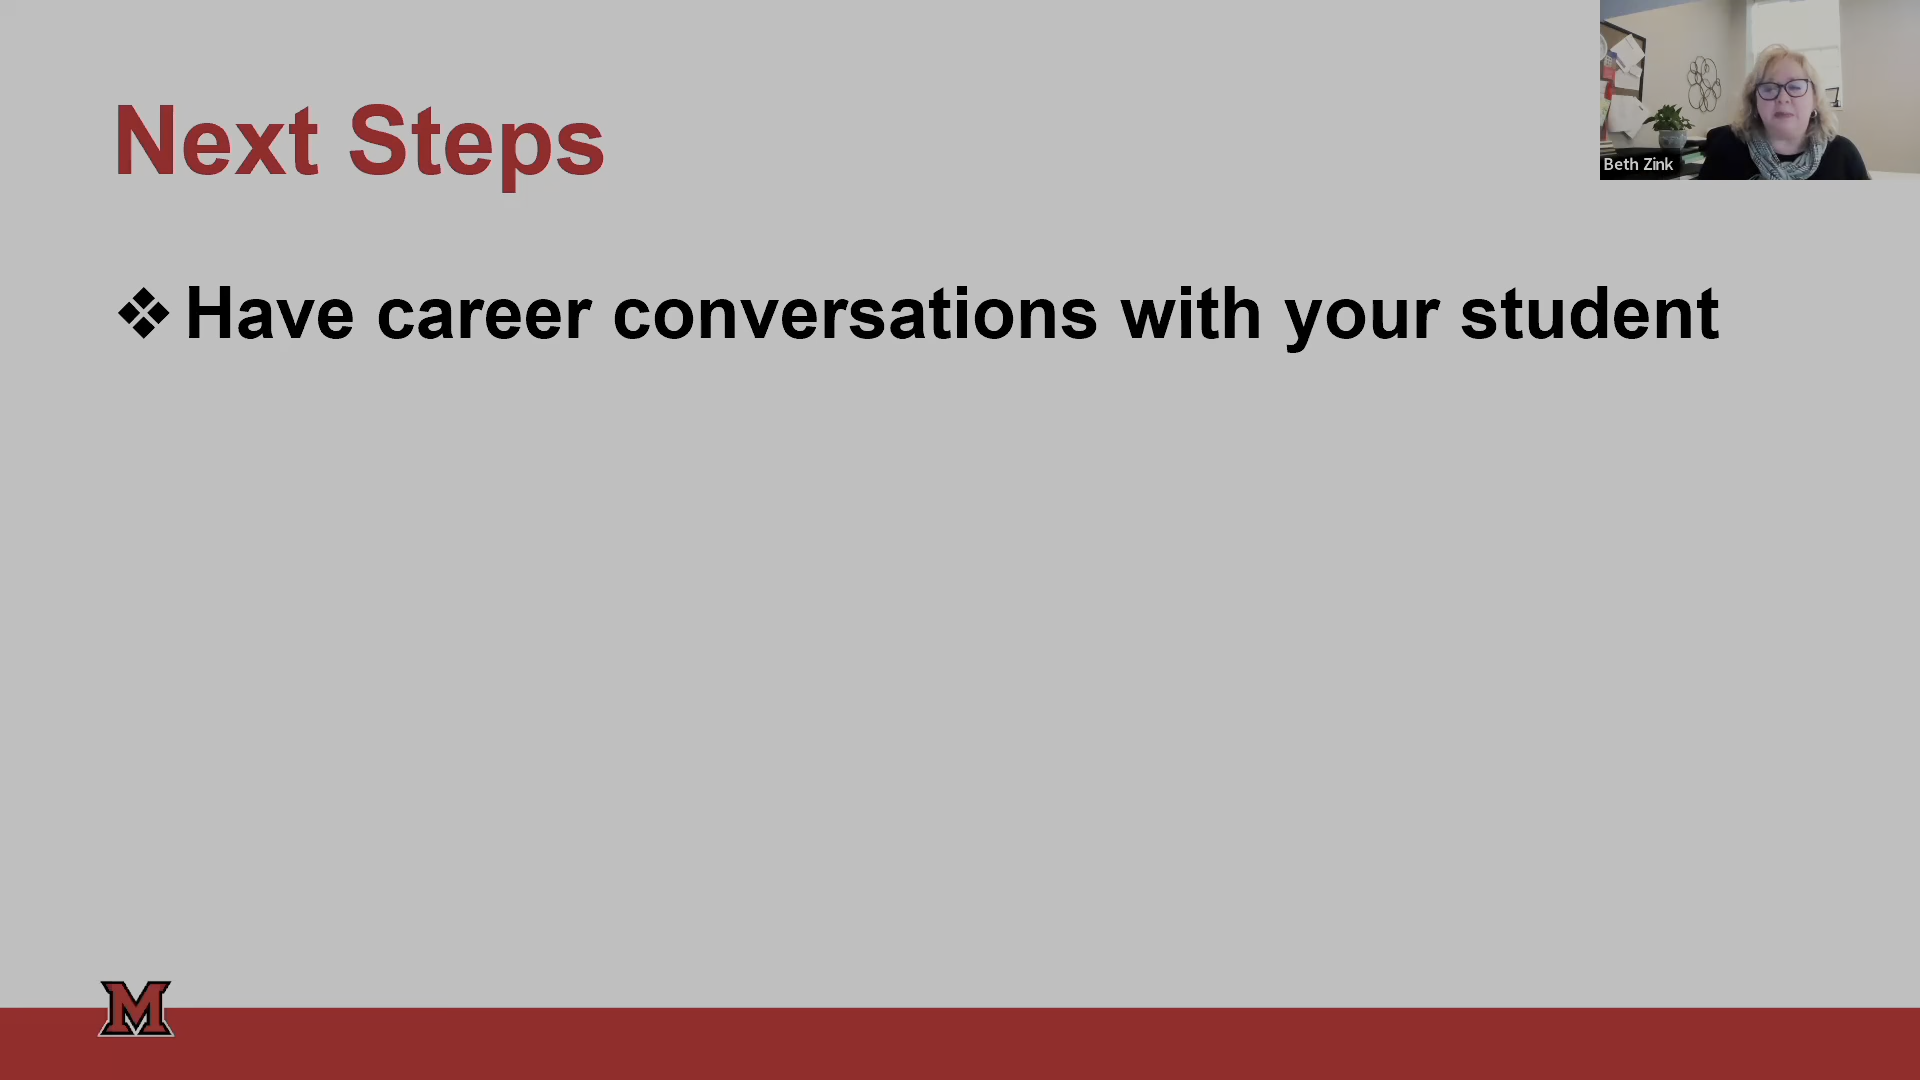 Next Steps
Beth Zink
❖ Have career conversations with your student
M